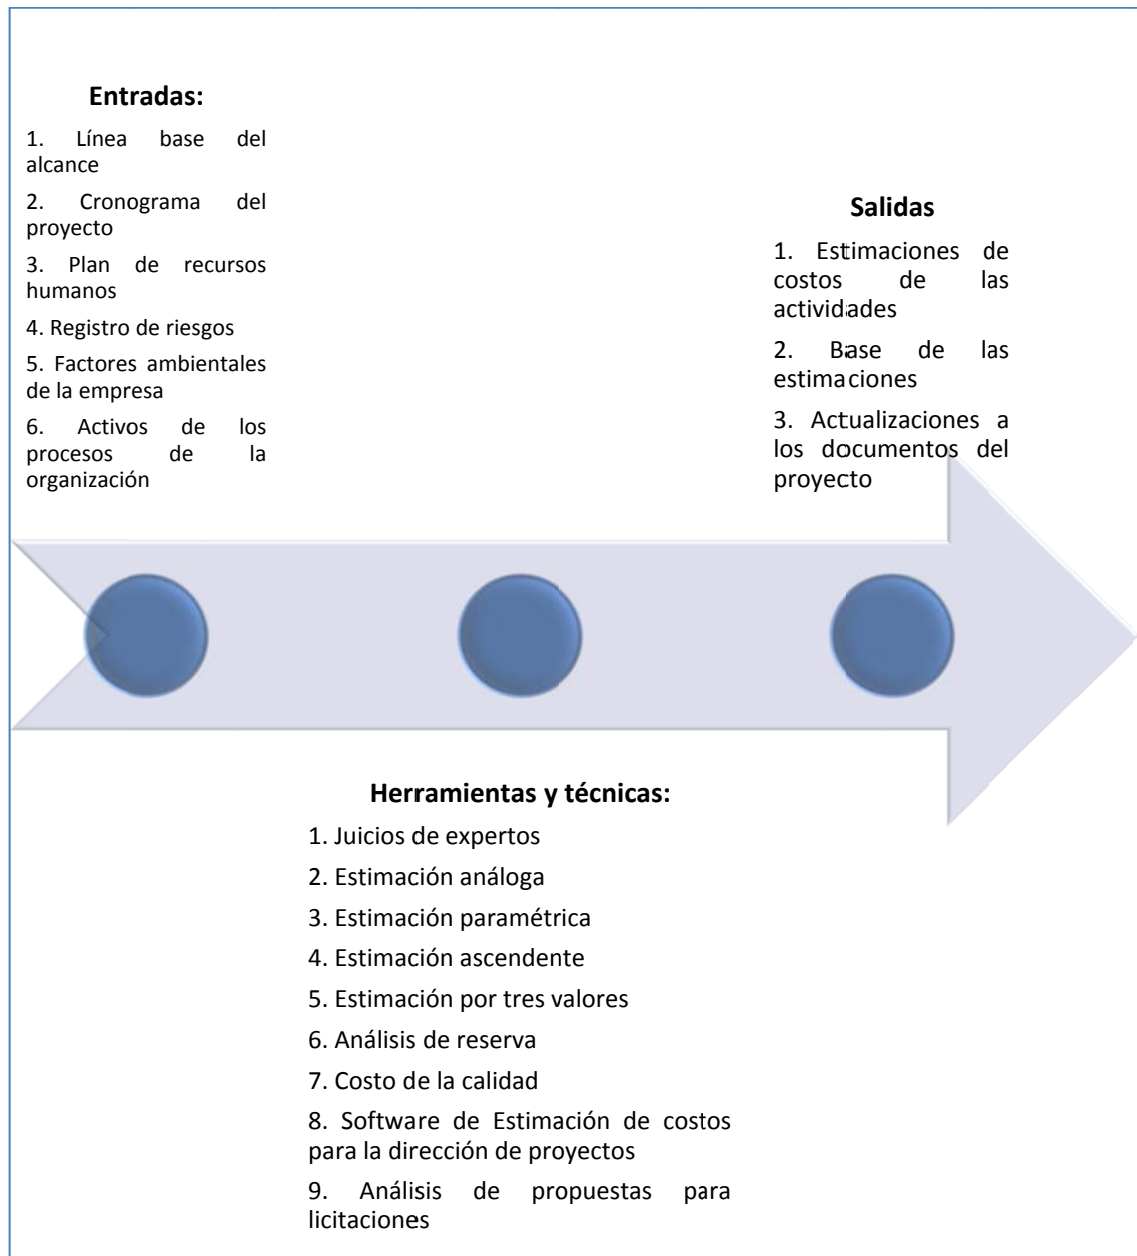 Entradas:
1. Línea base del
alcance
2. Cronograma del
proyecto
3. Plan de recursos
humanos
4. Registro de riesgos
5. Factores ambientales
de la empresa
6. Activos de los
procesos de la
organización
Salidas
1. Estimaciones de
costos de las
actividades
2. Base de las
estimaciones
3. Actualizaciones a
los documentos del
proyecto
Herramientas y técnicas:
1. Juicios de expertos
2. Estimación análoga
3. Estimación paramétrica
4. Estimación ascendente
5. Estimación por tres valores
6. Análisis de reserva
7. Costo de la calidad
8. Software de Estimación de costos
para la dirección de proyectos
9. Análisis de propuestas para
licitaciones